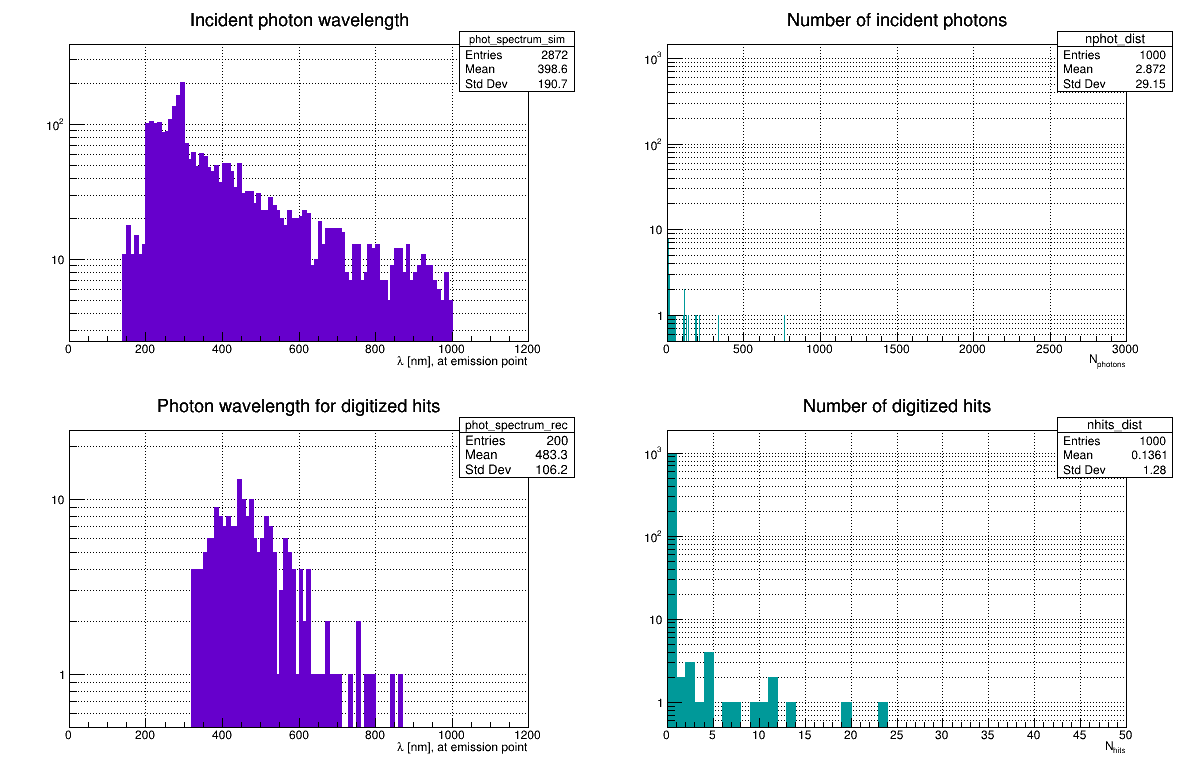 Incident photon wavelength
phot_spectrum_sim
Entries 2872
Mean 398.6
Std Dev 190.7
10²
10
0 200 400 600 800 1000 1200
λ [nm], at emission point
Number of incident photons
nphot_dist
Entries 1000
Mean 2.872
Std Dev 29.15
10³
10²
10
1
0 500 1000 1500 2000 2500 3000
N_photons
Photon wavelength for digitized hits
phot_spectrum_rec
Entries 200
Mean 483.3
Std Dev 106.2
10
1
0 200 400 600 800 1000 1200
λ [nm], at emission point
Number of digitized hits
nhits_dist
Entries 1000
Mean 0.1361
Std Dev 1.28
10³
10²
10
1
0 5 10 15 20 25 30 35 40 45 50
N_hits